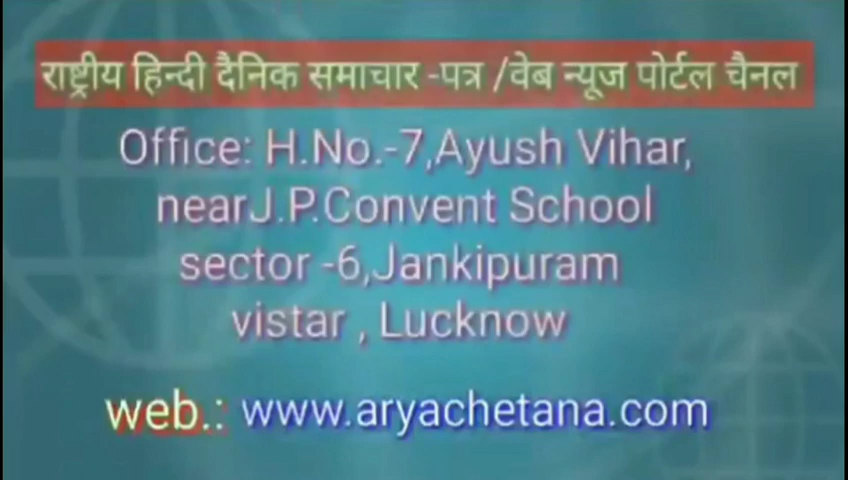 राष्ट्रीय हिन्दी दैनिक समाचार -पत्र /वेब न्यूज पोर्टल चैनल
Office: H.No.-7,Ayush Vihar,
nearJ.P.Convent School
sector -6,Jankipuram
vistar , Lucknow
web.: www.aryachetana.com